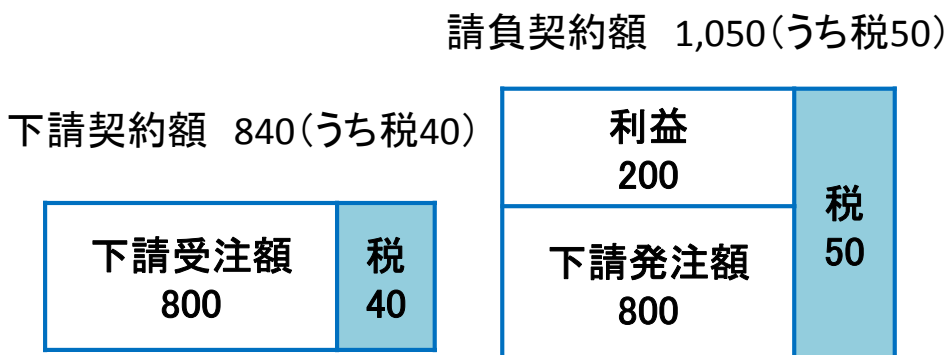 請負契約額　1,050（うち税50）
下請契約額　840（うち税40）
利益
200
税
50
下請発注額
800
下請受注額
800
税
40